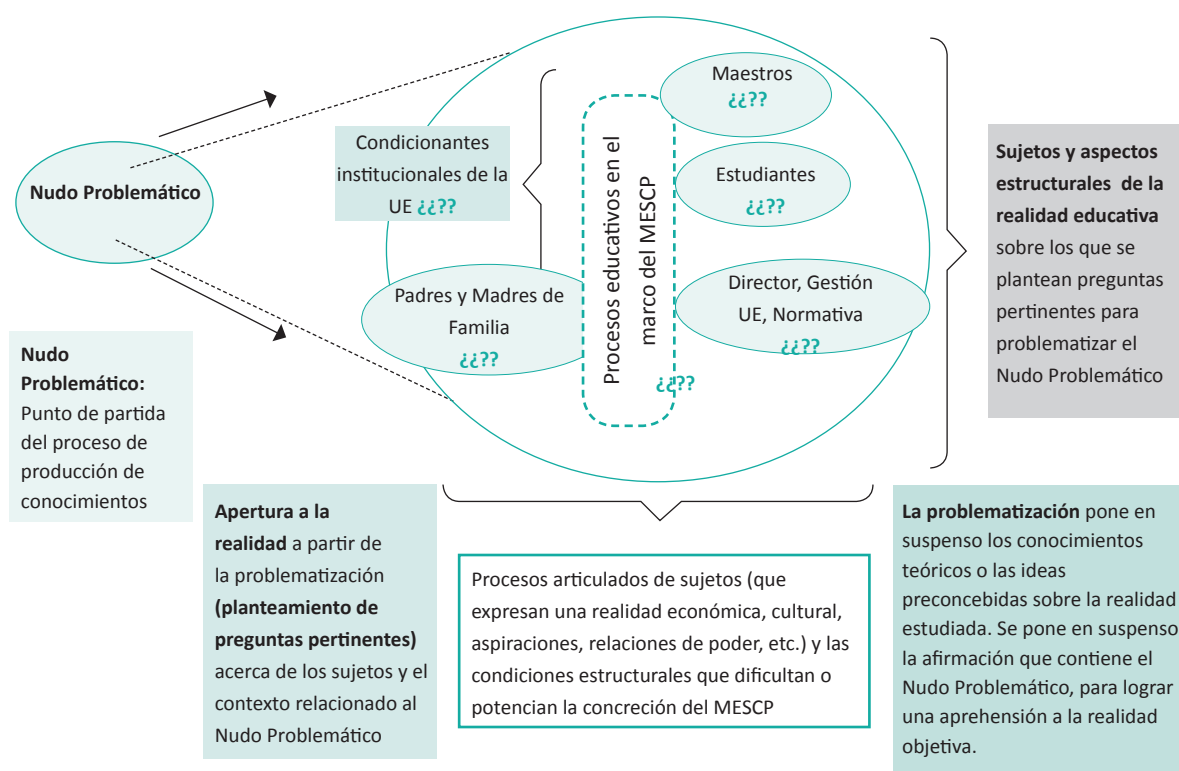 Nudo Problemático
Nudo
Problemático:
Punto de partida
del proceso de
producción de
conocimientos
Condicionantes
institucionales de la
UE ¿¿??
Padres y Madres de
Familia
¿¿??
Procesos educativos en el
marco del MESCP
¿¿??
Maestros
¿¿??
Estudiantes
¿¿??
Director, Gestión
UE, Normativa
¿¿??
Sujetos y aspectos
estructurales de la
realidad educativa
sobre los que se
plantean preguntas
pertinentes para
problematizar el
Nudo Problemático
Apertura a la
realidad a partir de
la problematización
(planteamiento de
preguntas pertinentes)
acerca de los sujetos y el
contexto relacionado al
Nudo Problemático
Procesos articulados de sujetos (que
expresan una realidad económica, cultural,
aspiraciones, relaciones de poder, etc.) y las
condiciones estructurales que dificultan o
potencian la concreción del MESCP
La problematización pone en
suspenso los conocimientos
teóricos o las ideas
preconcebidas sobre la realidad
estudiada. Se pone en suspenso
la afirmación que contiene el
Nudo Problemático, para lograr
una aprehensión a la realidad
objetiva.